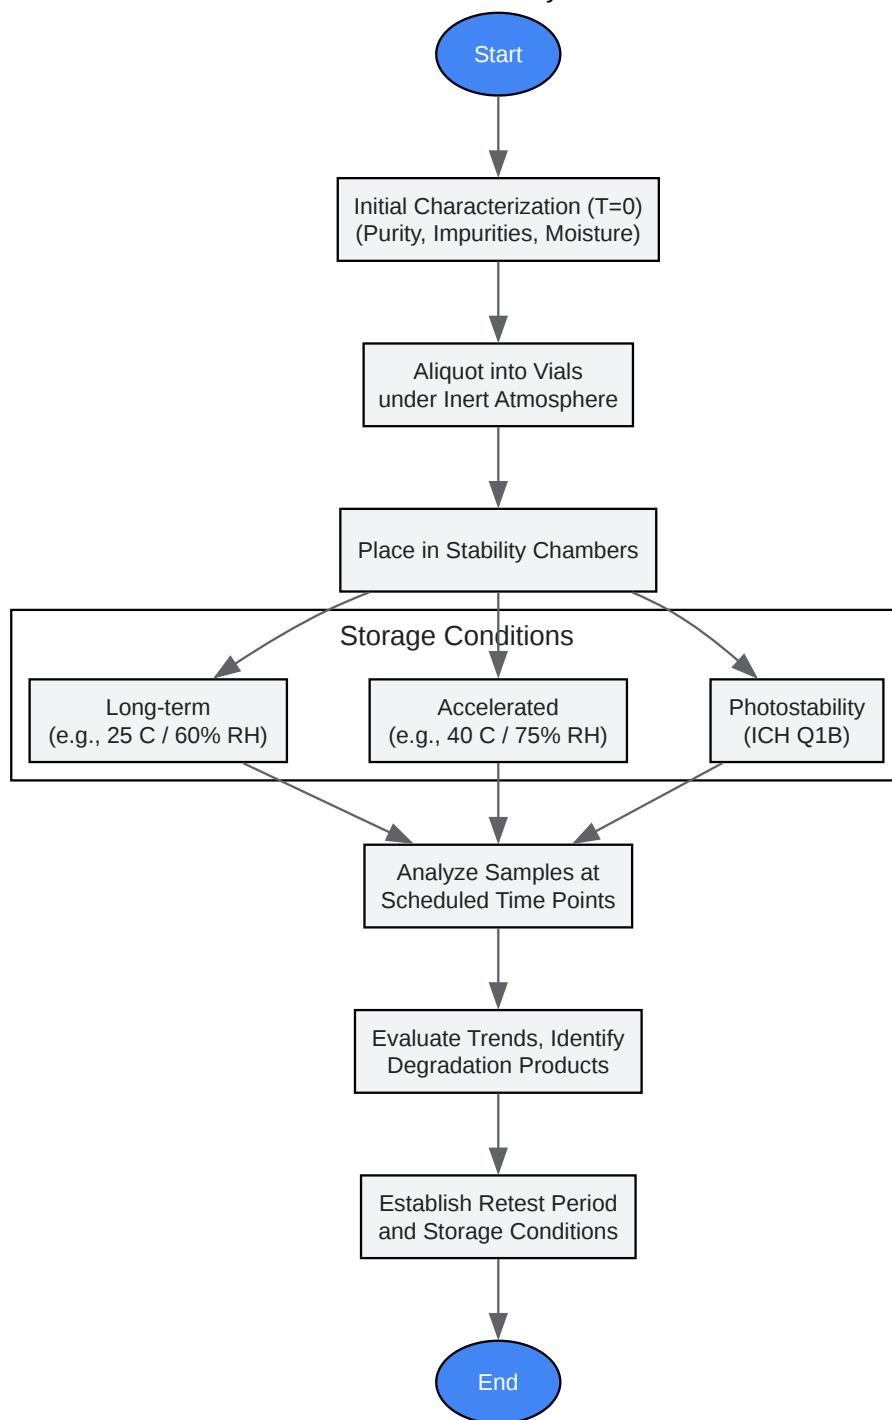 Start
Initial Characterization (T=0)
(Purity, Impurities, Moisture)
Aliquot into Vials
under Inert Atmosphere
Place in Stability Chambers
Storage Conditions
Long-term
(e.g., 25 C / 60% RH)
Accelerated
(e.g., 40 C / 75% RH)
Photostability
(ICH Q1B)
Analyze Samples at
Scheduled Time Points
Evaluate Trends, Identify
Degradation Products
Establish Retest Period
and Storage Conditions
End